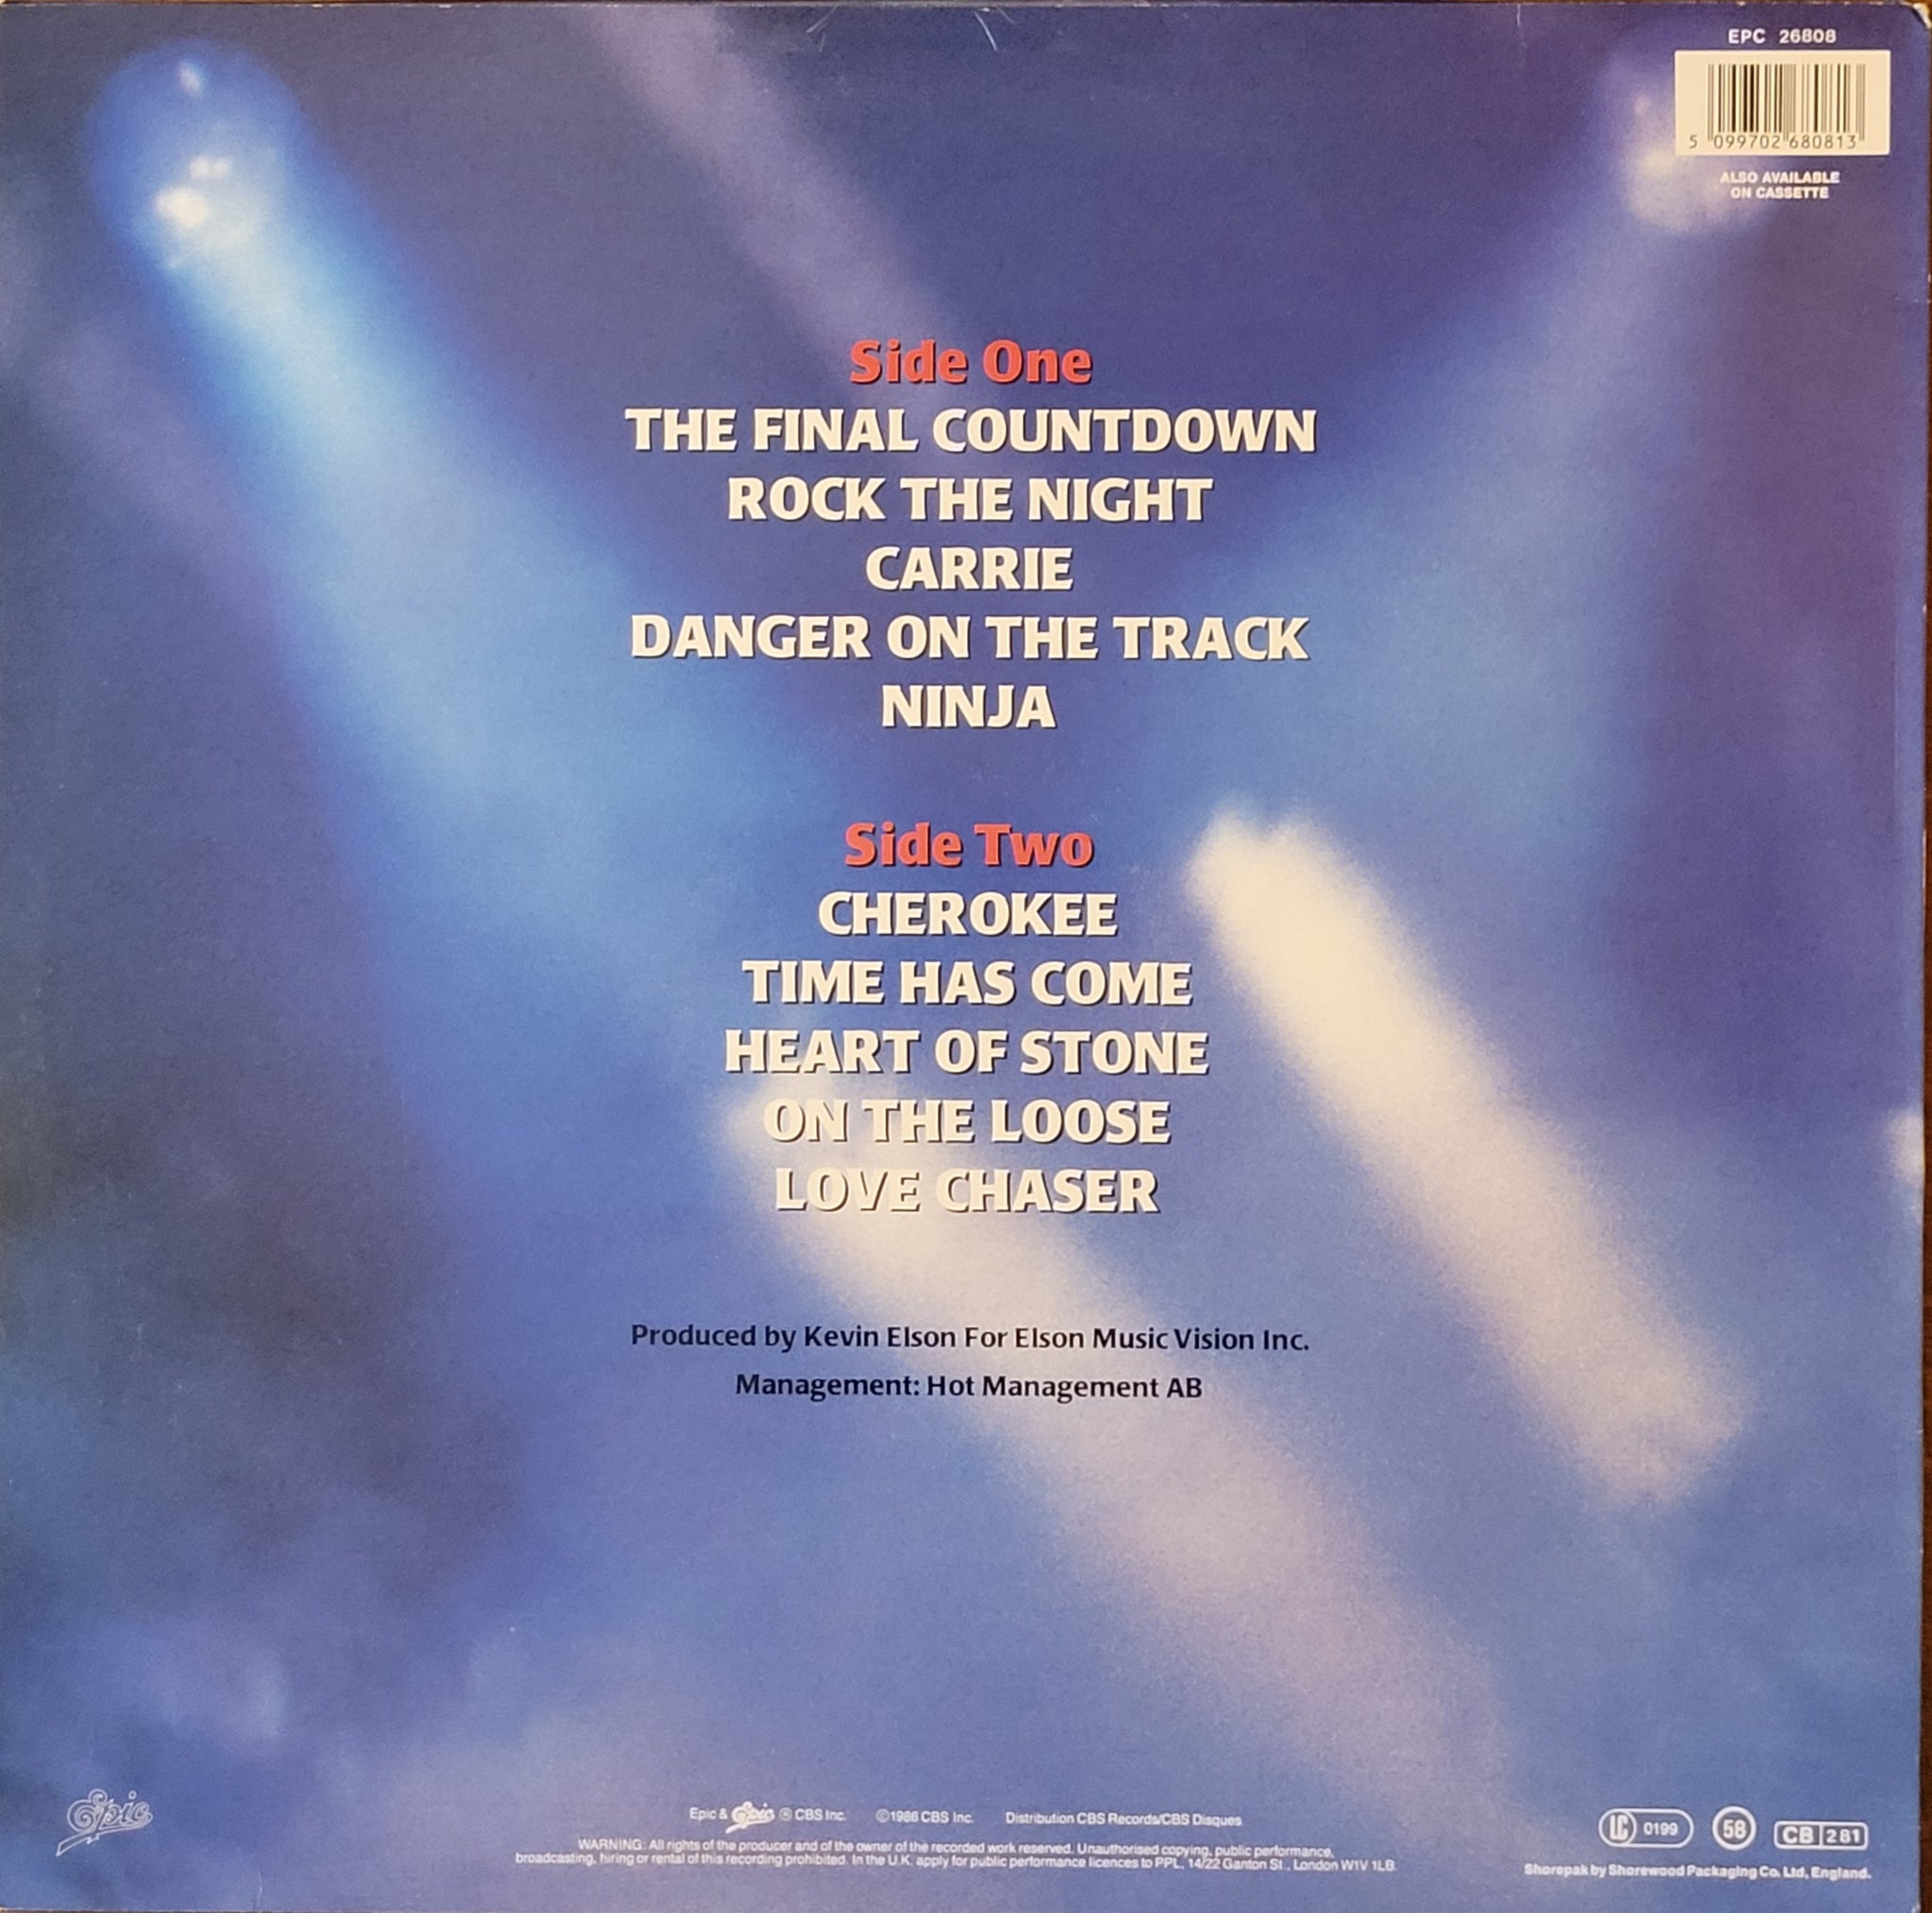 EPC 26808
5 099702 680813
ALSO AVAILABLE
ON CASSETTE
Side One
THE FINAL COUNTDOWN
ROCK THE NIGHT
CARRIE
DANGER ON THE TRACK
NINJA
Side Two
CHEROKEE
TIME HAS COME
HEART OF STONE
ON THE LOOSE
LOVE CHASER
Produced by Kevin Elson For Elson Music Vision Inc.
Management: Hot Management AB
Epic
Epic & Epic ® CBS Inc. ©1986 CBS Inc. Distribution CBS Records/CBS Disques
WARNING: All rights of the producer and of the owner of the recorded work reserved. Unauthorised copying, public performance,
broadcasting, hiring or rental of this recording prohibited. In the U.K. apply for public performance licences to PPL, 14/22 Ganton St., London W1V 1LB.
LC 0199 58 CB 281
Shorepak by Shorewood Packaging Co. Ltd, England.